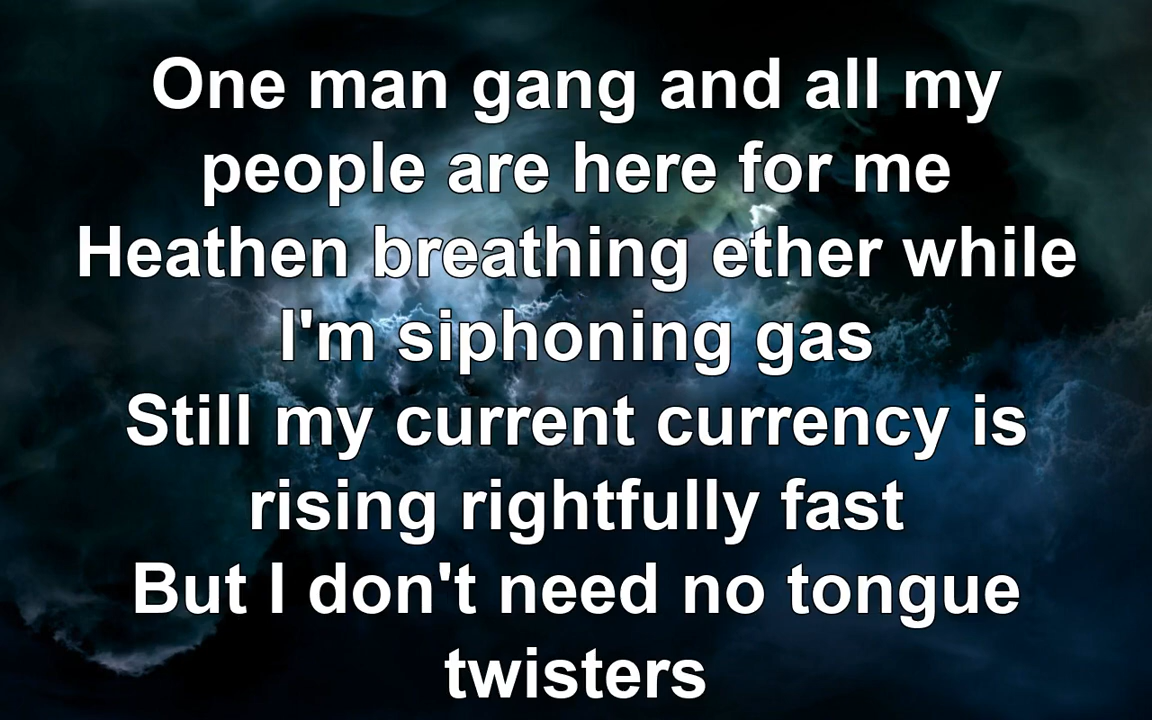 One man gang and all my
people are here for me
Heathen breathing ether while
I'm siphoning gas
Still my current currency is
rising rightfully fast
But I don't need no tongue
twisters